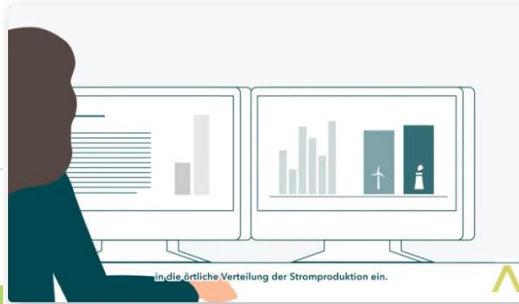 in die örtliche Verteilung der Stromproduktion ein.